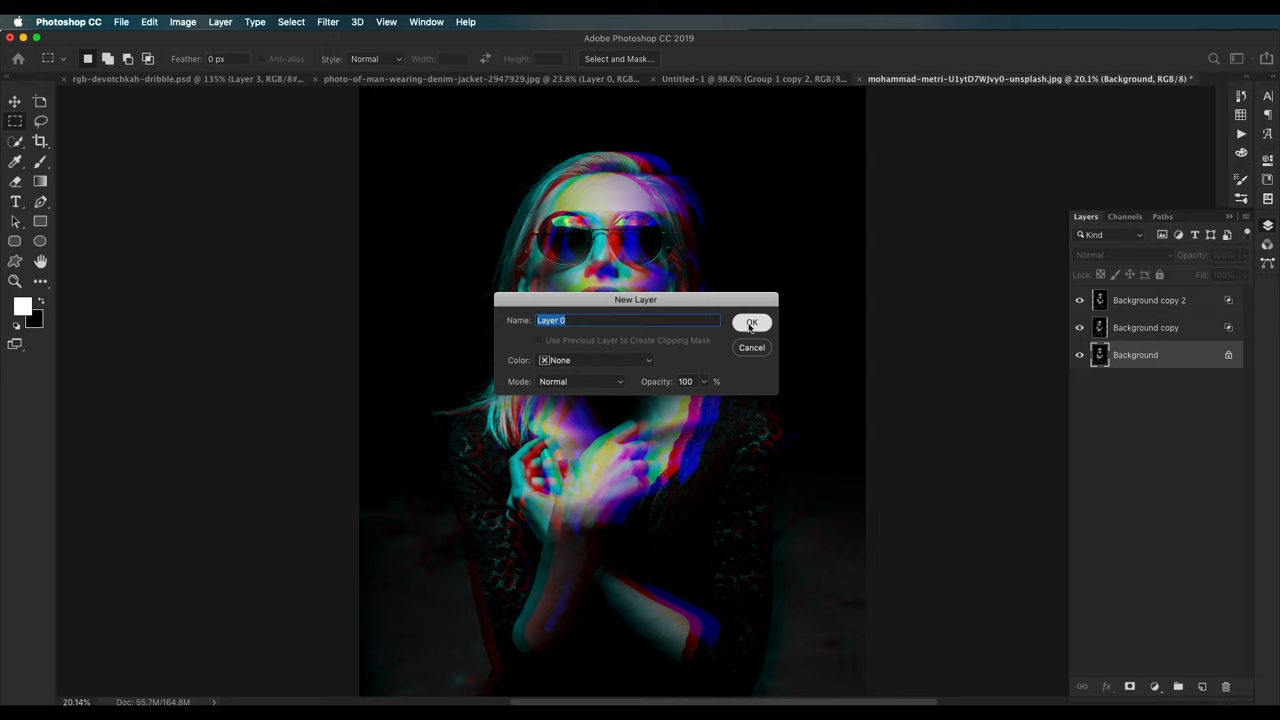 Photoshop CC File Edit Image Layer Type Select Filter 3D View Window Help
Adobe Photoshop CC 2019
Feather: 0 px Anti-alias Style: Normal Width: Height: Select and Mask...
rgb-devotchkah-dribble.psd @ 135% (Layer 3, RGB/8#... photo-of-man-wearing-denim-jacket-2947929.jpg @ 23.8% (Layer 0, RGB... Untitled-1 @ 98.6% (Group 1 copy 2, RGB/8... mohammad-metri-U1ytD7WJvy0-unsplash.jpg @ 20.1% (Background, RGB/8) *
Layers Channels Paths
Kind
Normal Opacity: 100%
Lock: Fill: 100%
Background copy 2
Background copy
Background
New Layer
Name: Layer 0 OK
Use Previous Layer to Create Clipping Mask Cancel
Color: None
Mode: Normal Opacity: 100 %
20.14% Doc: 55.7M/164.8M